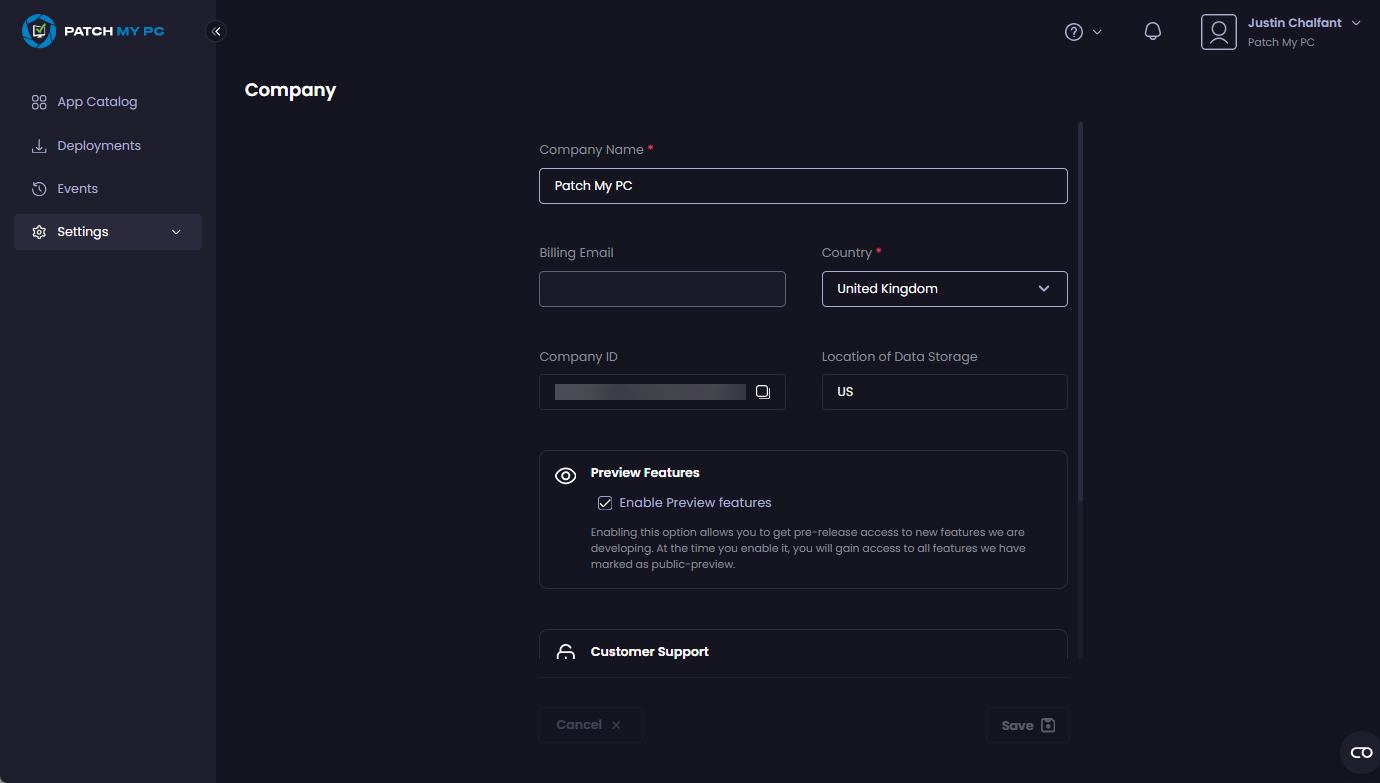 PATCH MY PC
Justin Chalfant
Patch My PC
App Catalog
Deployments
Events
Settings
Company
Company Name *
Patch My PC
Billing Email
Country *
United Kingdom
Company ID
Location of Data Storage
US
Preview Features
Enable Preview features
Enabling this option allows you to get pre-release access to new features we are
developing. At the time you enable it, you will gain access to all features we have
marked as public-preview.
Customer Support
Cancel
Save